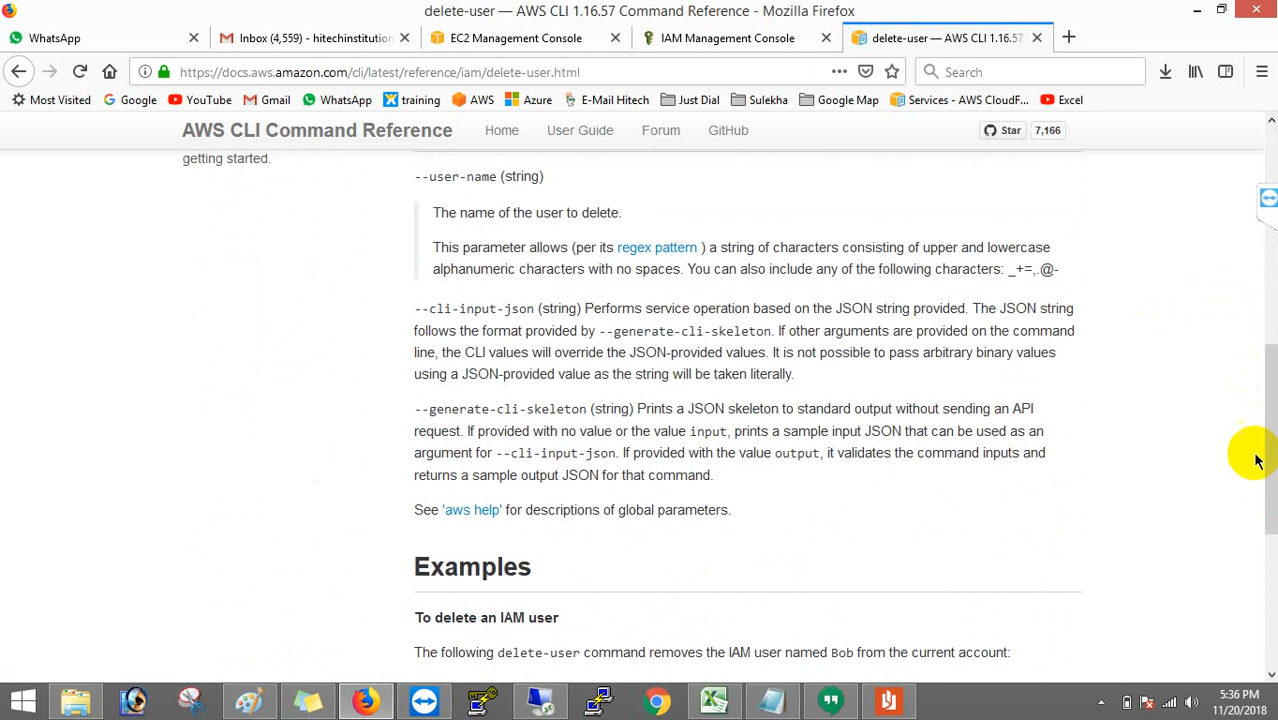 delete-user — AWS CLI 1.16.57 Command Reference - Mozilla Firefox
WhatsApp
Inbox (4,559) - hitechinstitution
EC2 Management Console
IAM Management Console
delete-user — AWS CLI 1.16.57
https://docs.aws.amazon.com/cli/latest/reference/iam/delete-user.html
Search
Most Visited
Google
YouTube
Gmail
WhatsApp
training
AWS
Azure
E-Mail Hitech
Just Dial
Sulekha
Google Map
Services - AWS CloudF...
Excel
AWS CLI Command Reference
Home
User Guide
Forum
GitHub
Star
7,166
getting started.
--user-name (string)
The name of the user to delete.
This parameter allows (per its regex pattern ) a string of characters consisting of upper and lowercase
alphanumeric characters with no spaces. You can also include any of the following characters: _+=,.@-
--cli-input-json (string) Performs service operation based on the JSON string provided. The JSON string
follows the format provided by --generate-cli-skeleton. If other arguments are provided on the command
line, the CLI values will override the JSON-provided values. It is not possible to pass arbitrary binary values
using a JSON-provided value as the string will be taken literally.
--generate-cli-skeleton (string) Prints a JSON skeleton to standard output without sending an API
request. If provided with no value or the value input, prints a sample input JSON that can be used as an
argument for --cli-input-json. If provided with the value output, it validates the command inputs and
returns a sample output JSON for that command.
See 'aws help' for descriptions of global parameters.
Examples
To delete an IAM user
The following delete-user command removes the IAM user named Bob from the current account:
5:36 PM
11/20/2018